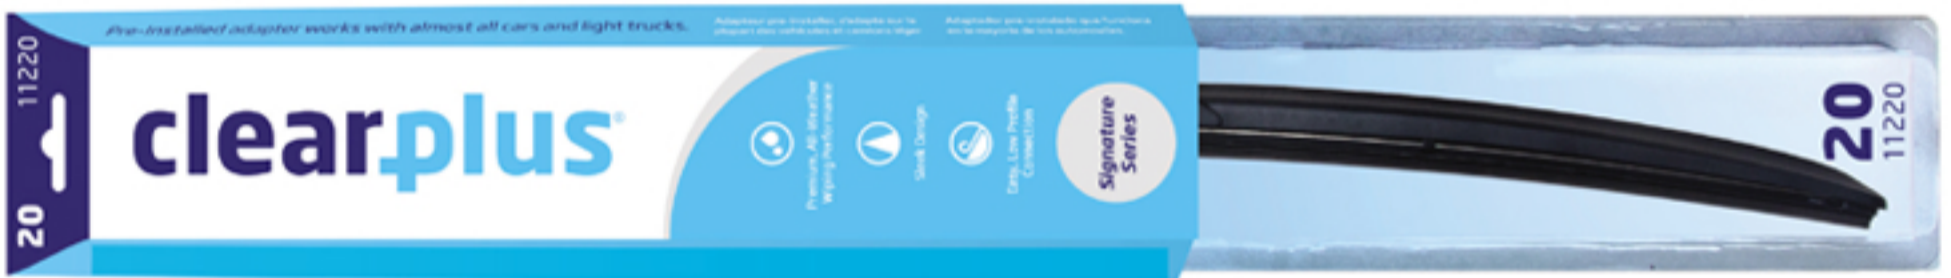 Pre-installed adapter works with almost all cars and light trucks.
11220
20
clearplus®
Premium, All-Weather
Wiping Performance
Sleek Design
Easy, Low Profile
Connection
Signature
Series
20
11220